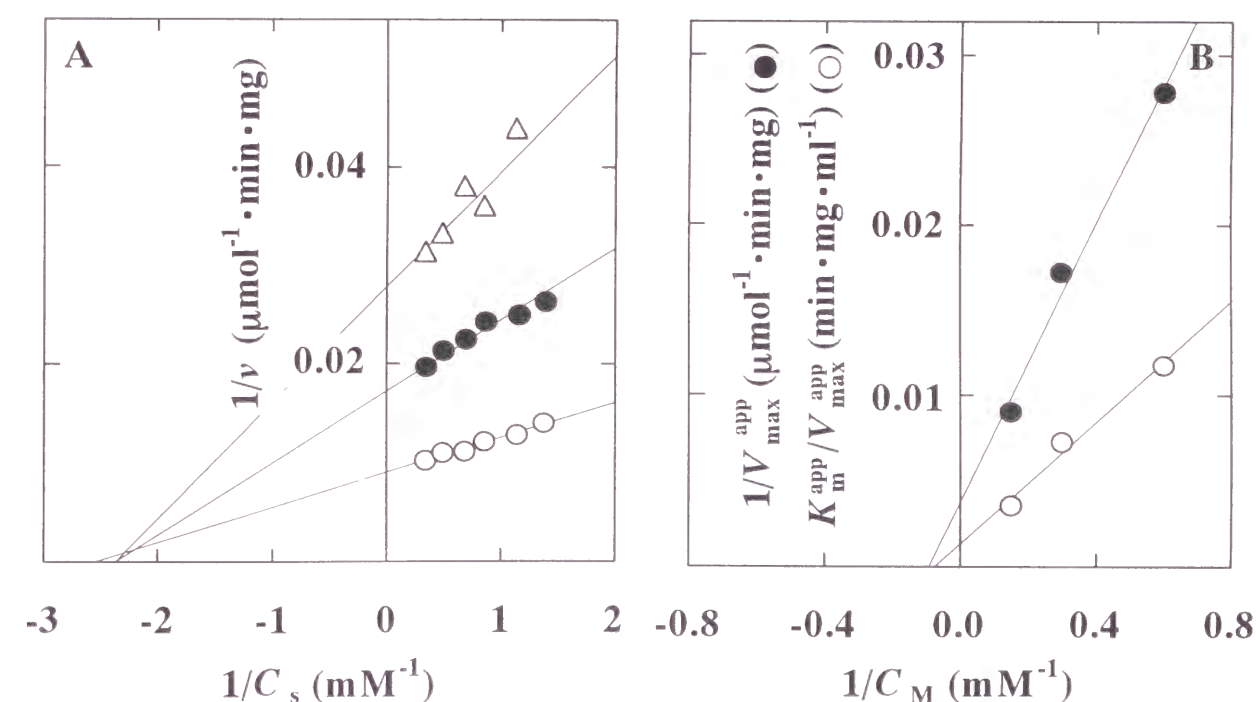 A
1/v (μmol⁻¹•min•mg)
0.04
0.02
-3 -2 -1 0 1 2
1/C s (mM⁻¹)
B
1/V app max (μmol⁻¹•min•mg) (●)
K app m /V app max (min•mg•ml⁻¹) (○)
0.03
0.02
0.01
-0.8 -0.4 0.0 0.4 0.8
1/C M (mM⁻¹)